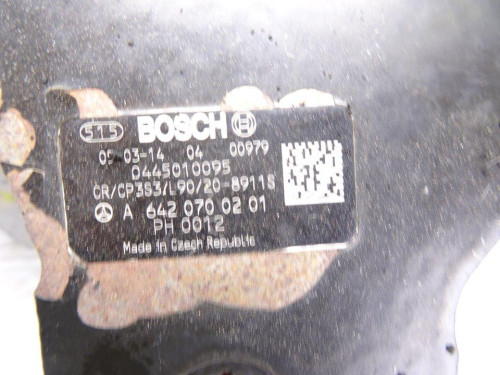 515 BOSCH
05-03-14 04 00979
0445010095
CR/CP3S3/L90/20-8911S
A 642 070 02 01
PH 0012
Made in Czech Republic